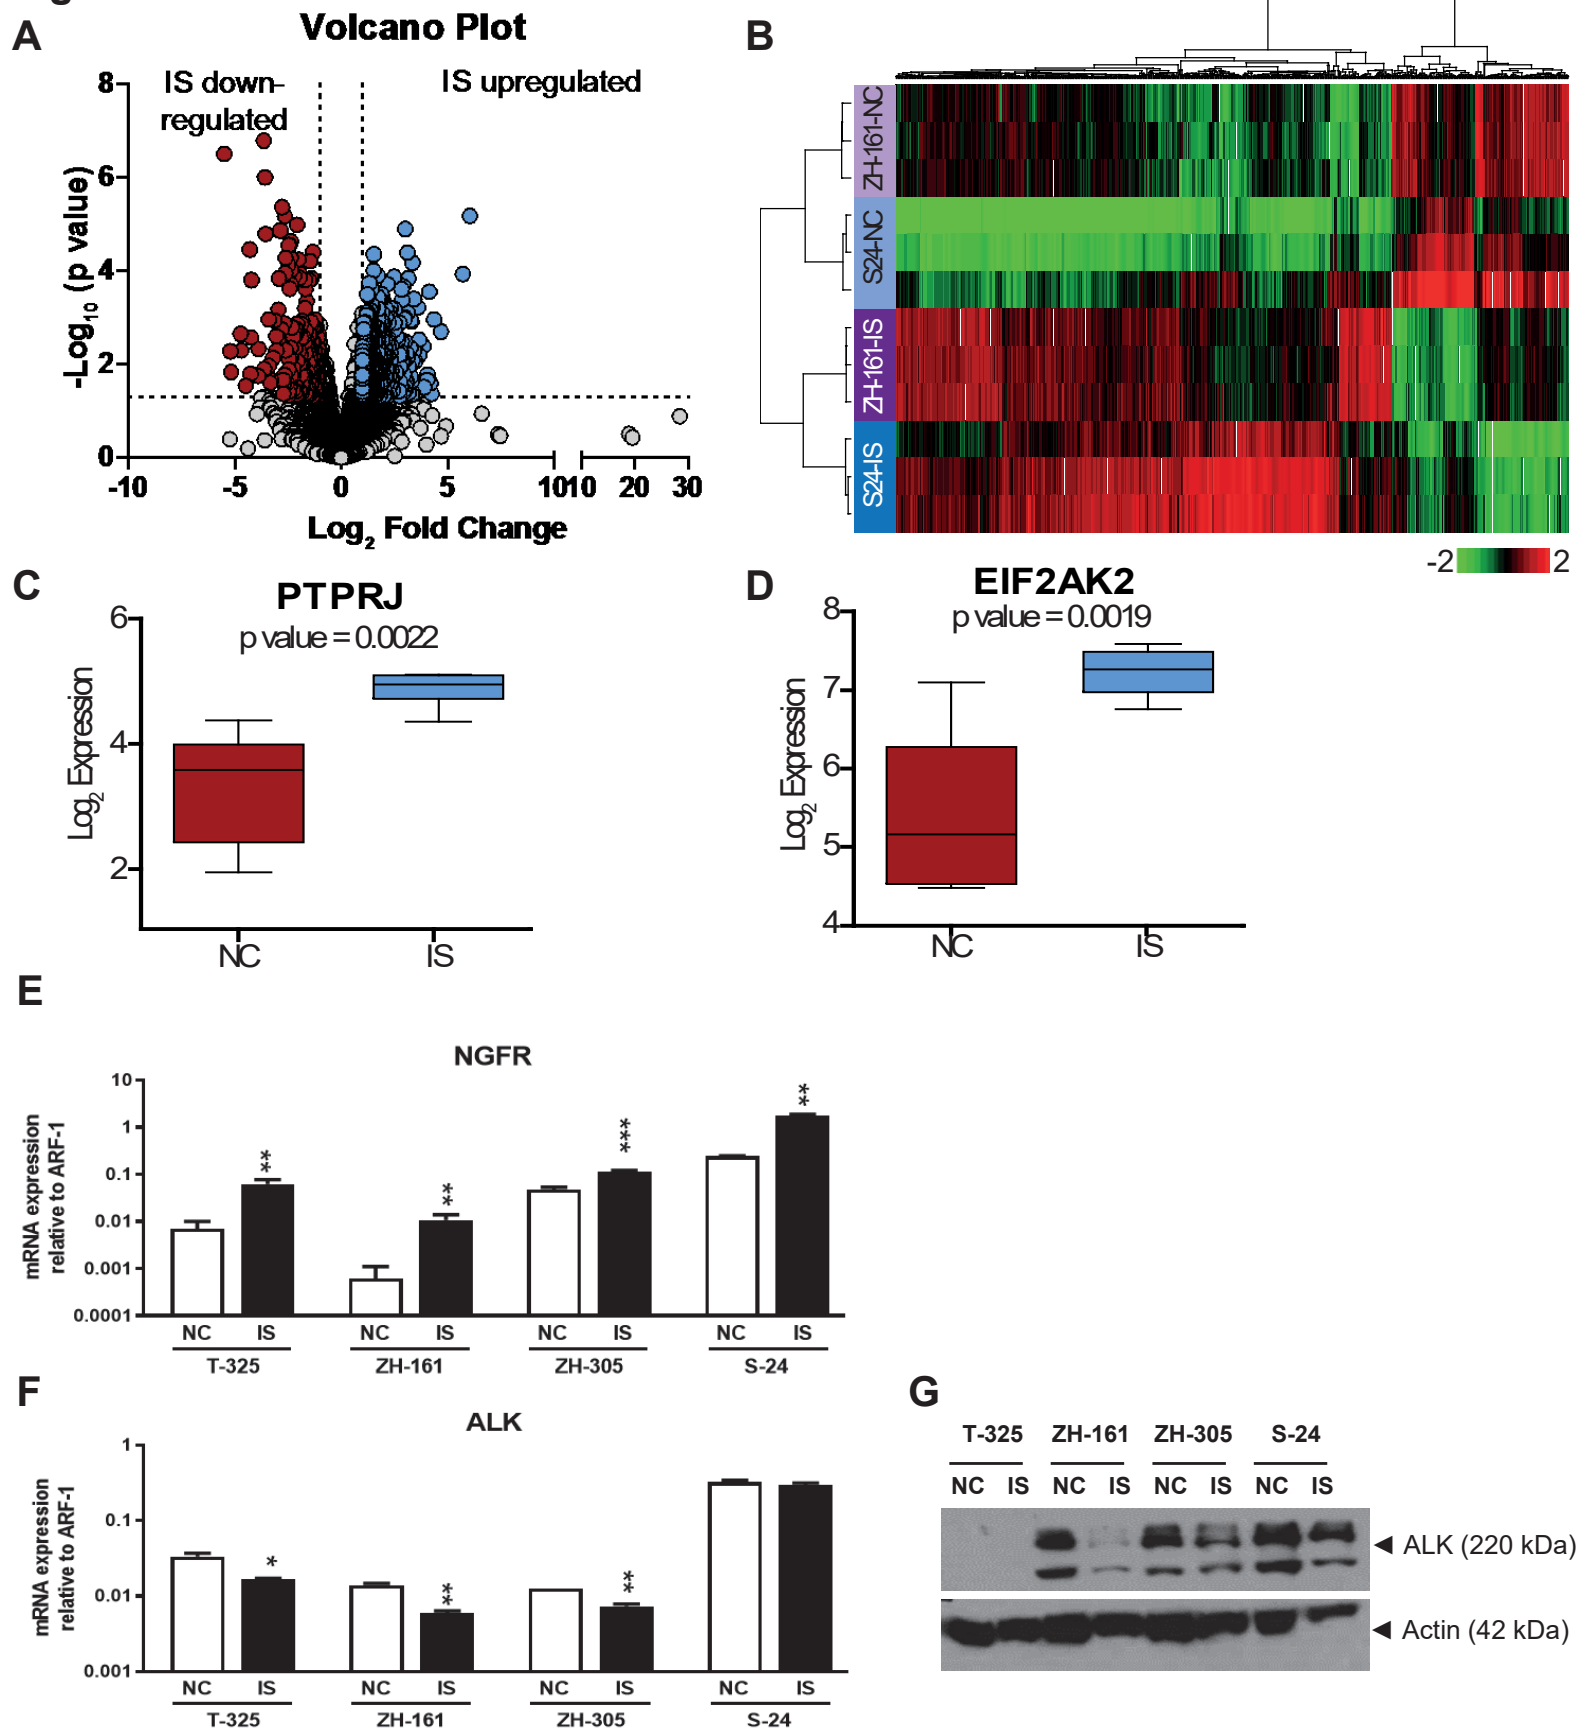 A
Volcano Plot
IS down-
regulated
IS upregulated
8
6
4
2
0
-Log10 (p value)
-10 -5 0 5 10 10 20 30
Log2 Fold Change
B
ZH-161-NC
S24-NC
ZH-161-IS
S24-IS
-2 2
C
PTPRJ
p value = 0.0022
6
4
2
Log2 Expression
NC IS
D
EIF2AK2
p value = 0.0019
8
7
6
5
4
Log2 Expression
NC IS
E
NGFR
10
1
0.1
0.01
0.001
0.0001
mRNA expression
relative to ARF-1
** ** *** **
NC IS NC IS NC IS NC IS
T-325 ZH-161 ZH-305 S-24
F
ALK
1
0.1
0.01
0.001
mRNA expression
relative to ARF-1
* ** **
NC IS NC IS NC IS NC IS
T-325 ZH-161 ZH-305 S-24
G
T-325 ZH-161 ZH-305 S-24
NC IS NC IS NC IS NC IS
ALK (220 kDa)
Actin (42 kDa)